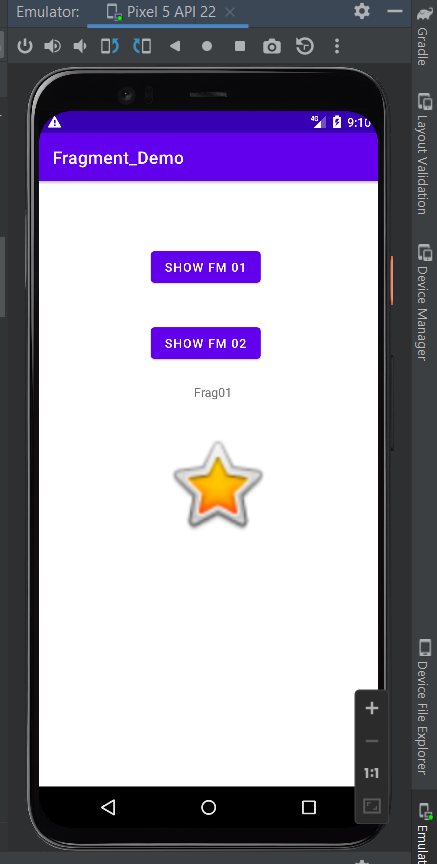 Emulator: Pixel 5 API 22
4G 9:10
Fragment_Demo
SHOW FM 01
SHOW FM 02
Frag01
1:1
Gradle
Layout Validation
Device Manager
Device File Explorer